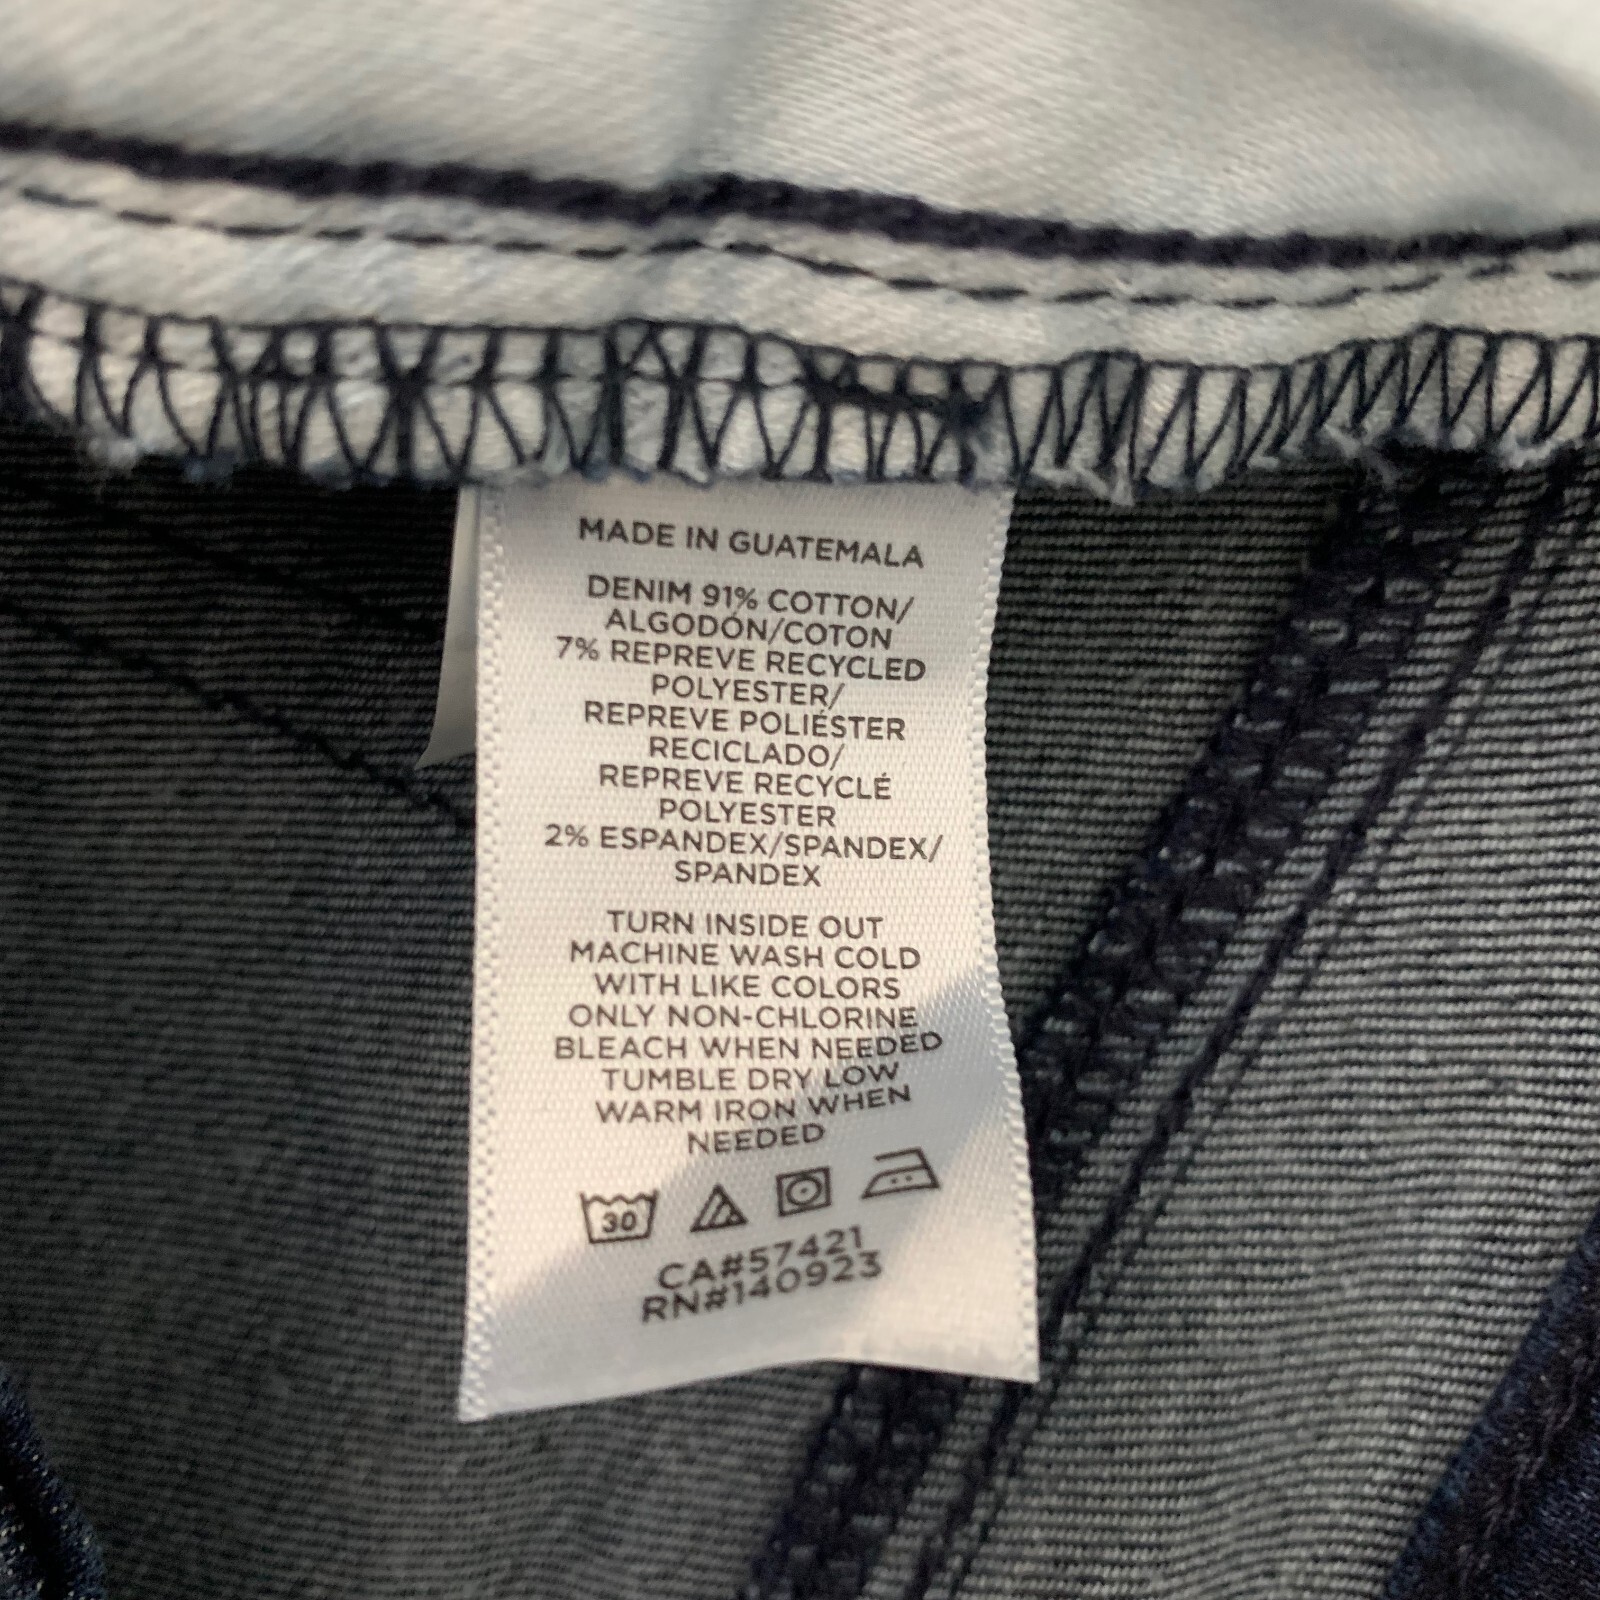 MADE IN GUATEMALA
DENIM 91% COTTON/
ALGODÓN/COTON
7% REPREVE RECYCLED
POLYESTER/
REPREVE POLIÉSTER
RECICLADO/
REPREVE RECYCLÉ
POLYESTER
2% ESPANDEX/SPANDEX/
SPANDEX
TURN INSIDE OUT
MACHINE WASH COLD
WITH LIKE COLORS
ONLY NON-CHLORINE
BLEACH WHEN NEEDED
TUMBLE DRY LOW
WARM IRON WHEN
NEEDED
30
CA#57421
RN#140923